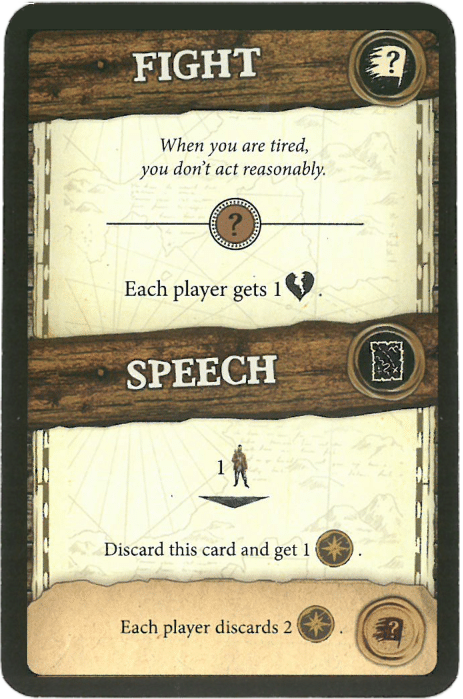 FIGHT
?
When you are tired,
you don't act reasonably.
?
Each player gets 1 .
SPEECH
1
Discard this card and get 1 .
Each player discards 2 .
?